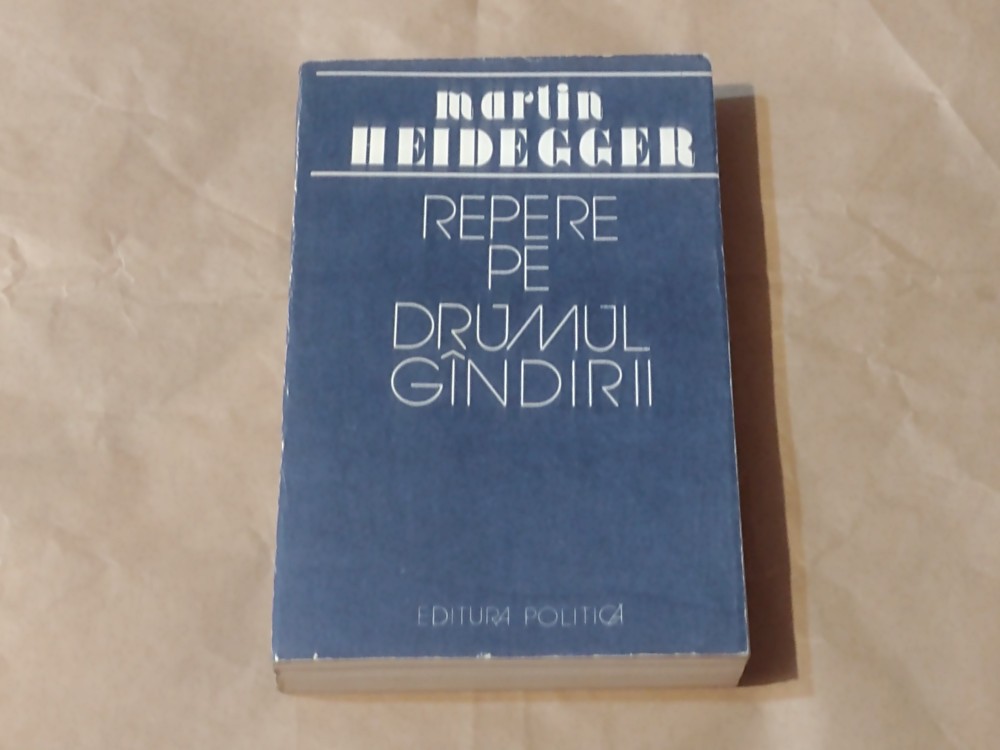 martin
HEIDEGGER
REPERE
PE
DRUMUL
GÎNDIRII
EDITURA POLITICA